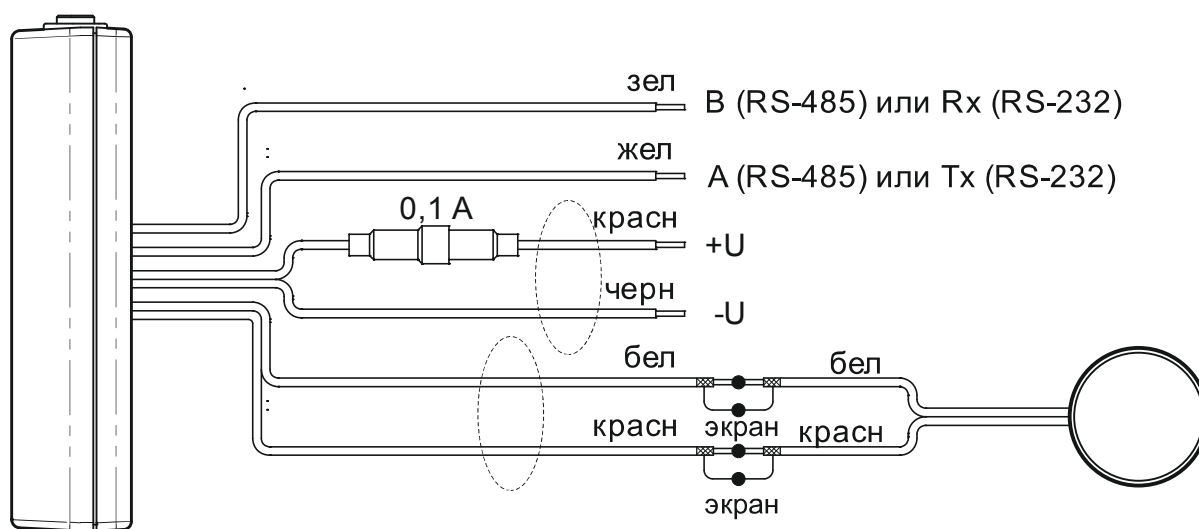 зел
B (RS-485) или Rx (RS-232)
жел
A (RS-485) или Tx (RS-232)
0,1 А
красн
+U
черн
-U
бел
бел
экран
красн
красн
экран